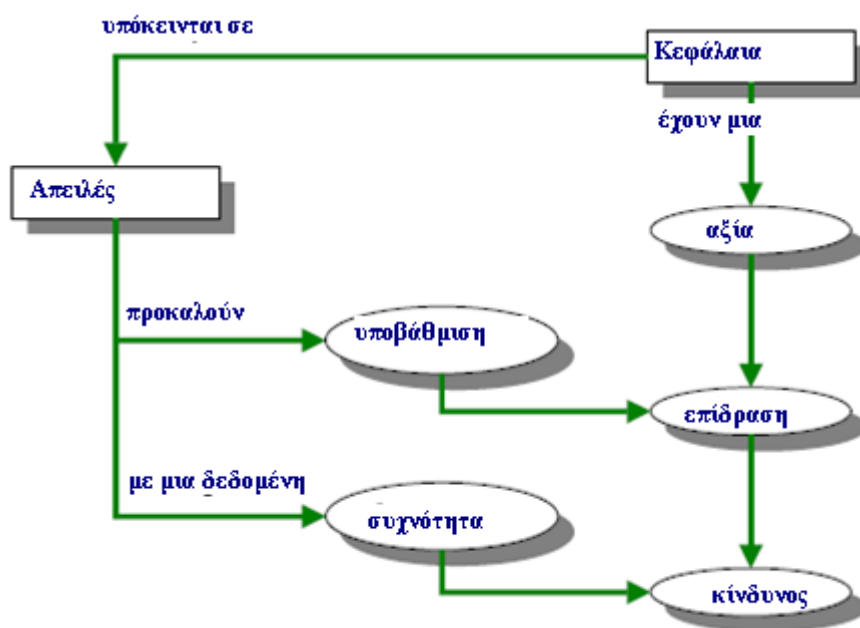 υπόκεινται σε
Κεφάλαια
έχουν μια
Απειλές
αξία
προκαλούν
υποβάθμιση
επίδραση
με μια δεδομένη
συχνότητα
κίνδυνος